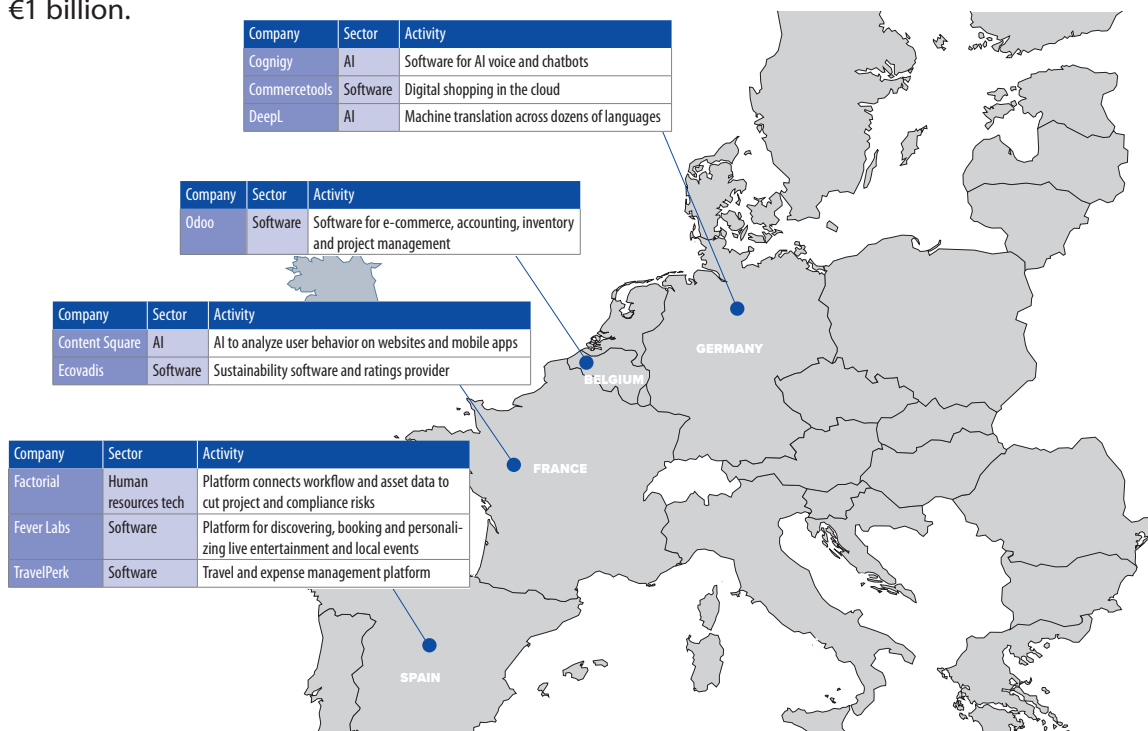 €1 billion.
Company Sector Activity
Cognigy AI Software for AI voice and chatbots
Commercetools Software Digital shopping in the cloud
DeepL AI Machine translation across dozens of languages
Company Sector Activity
Odoo Software Software for e-commerce, accounting, inventory
and project management
Company Sector Activity
Content Square AI AI to analyze user behavior on websites and mobile apps
Ecovadis Software Sustainability software and ratings provider
Company Sector Activity
Factorial Human Platform connects workflow and asset data to
resources tech cut project and compliance risks
Fever Labs Software Platform for discovering, booking and personali-
zing live entertainment and local events
TravelPerk Software Travel and expense management platform
GERMANY
BELGIUM
FRANCE
SPAIN